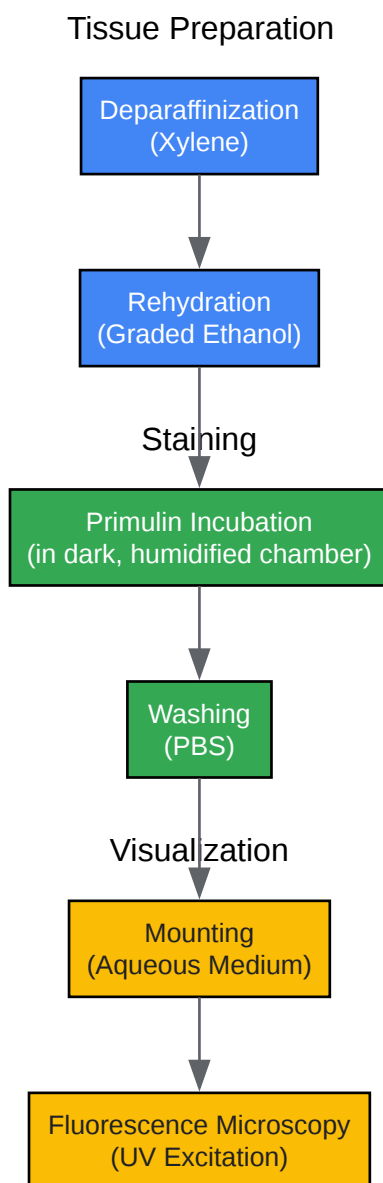 Tissue Preparation
Deparaffinization
(Xylene)
Rehydration
(Graded Ethanol)
Staining
Primulin Incubation
(in dark, humidified chamber)
Washing
(PBS)
Visualization
Mounting
(Aqueous Medium)
Fluorescence Microscopy
(UV Excitation)